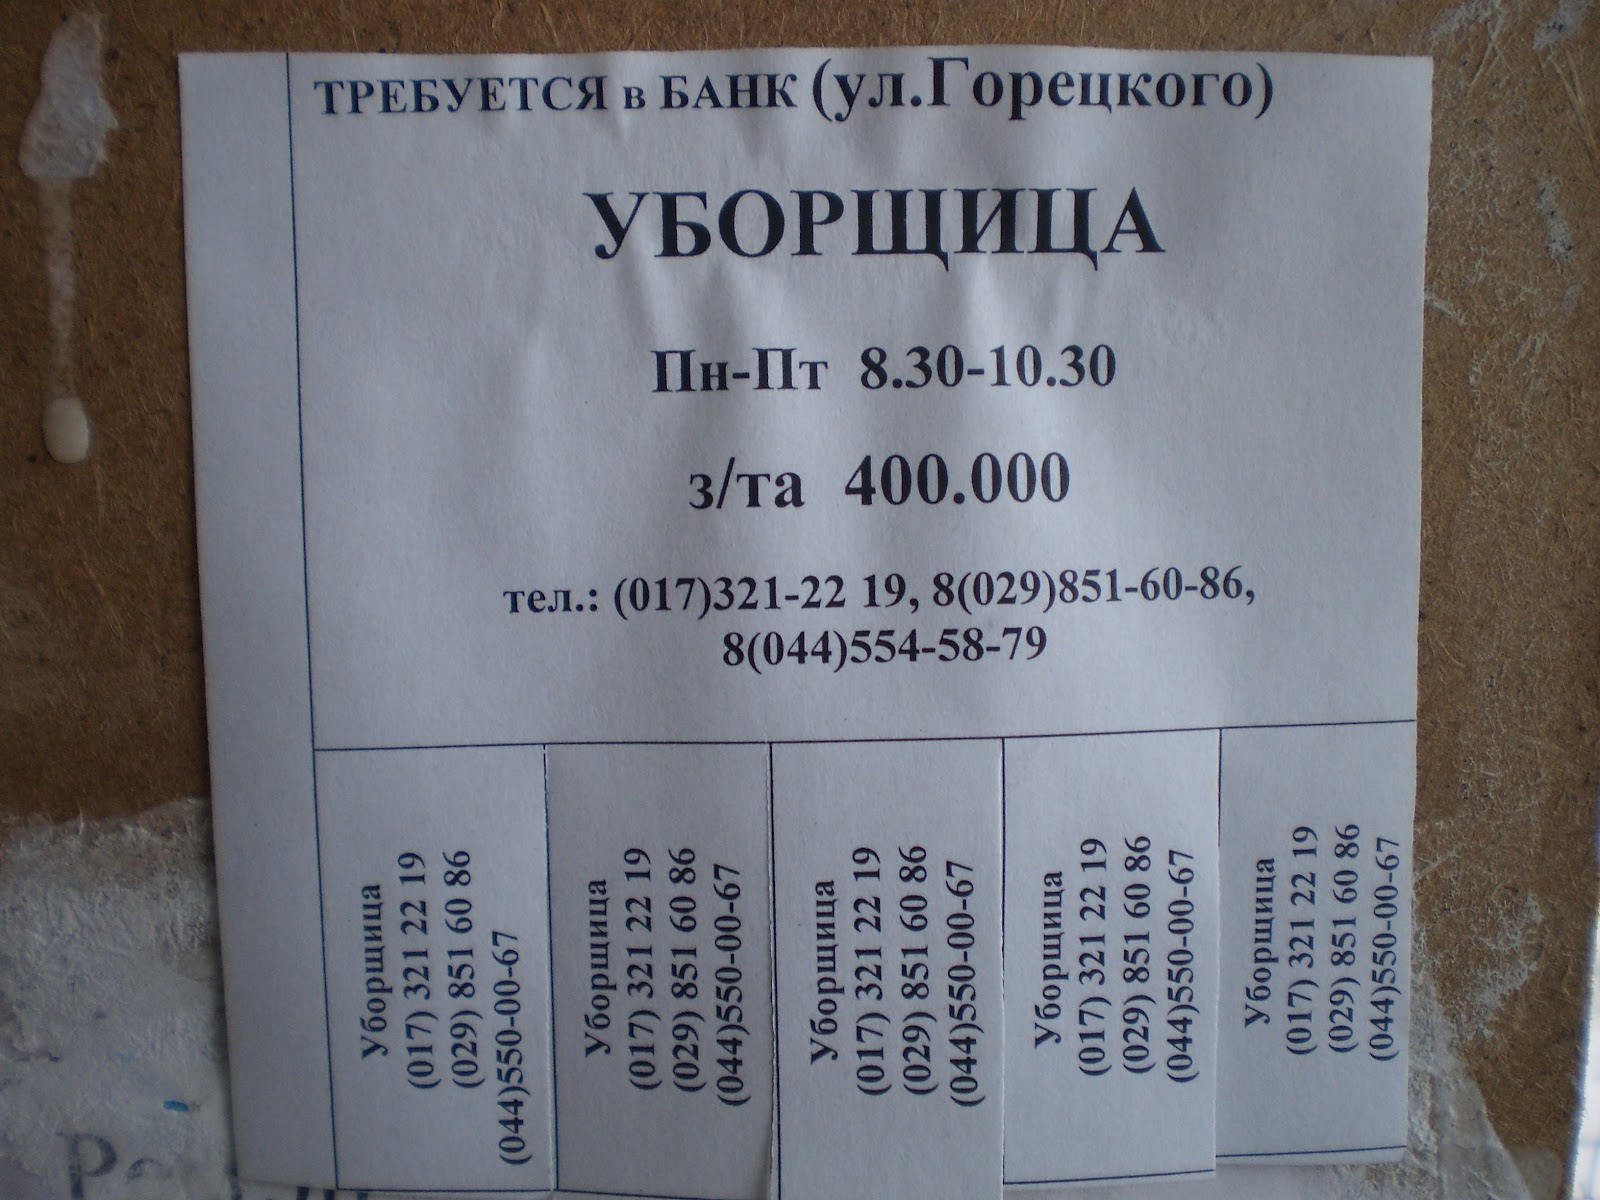 ТРЕБУЕТСЯ в БАНК (ул.Горецкого)
УБОРЩИЦА
Пн-Пт 8.30-10.30
з/та 400.000
тел.: (017)321-22 19, 8(029)851-60-86,
8(044)554-58-79
Уборщица
(017) 321 22 19
(029) 851 60 86
(044)550-00-67
Уборщица
(017) 321 22 19
(029) 851 60 86
(044)550-00-67
Уборщица
(017) 321 22 19
(029) 851 60 86
(044)550-00-67
Уборщица
(017) 321 22 19
(029) 851 60 86
(044)550-00-67
Уборщица
(017) 321 22 19
(029) 851 60 86
(044)550-00-67